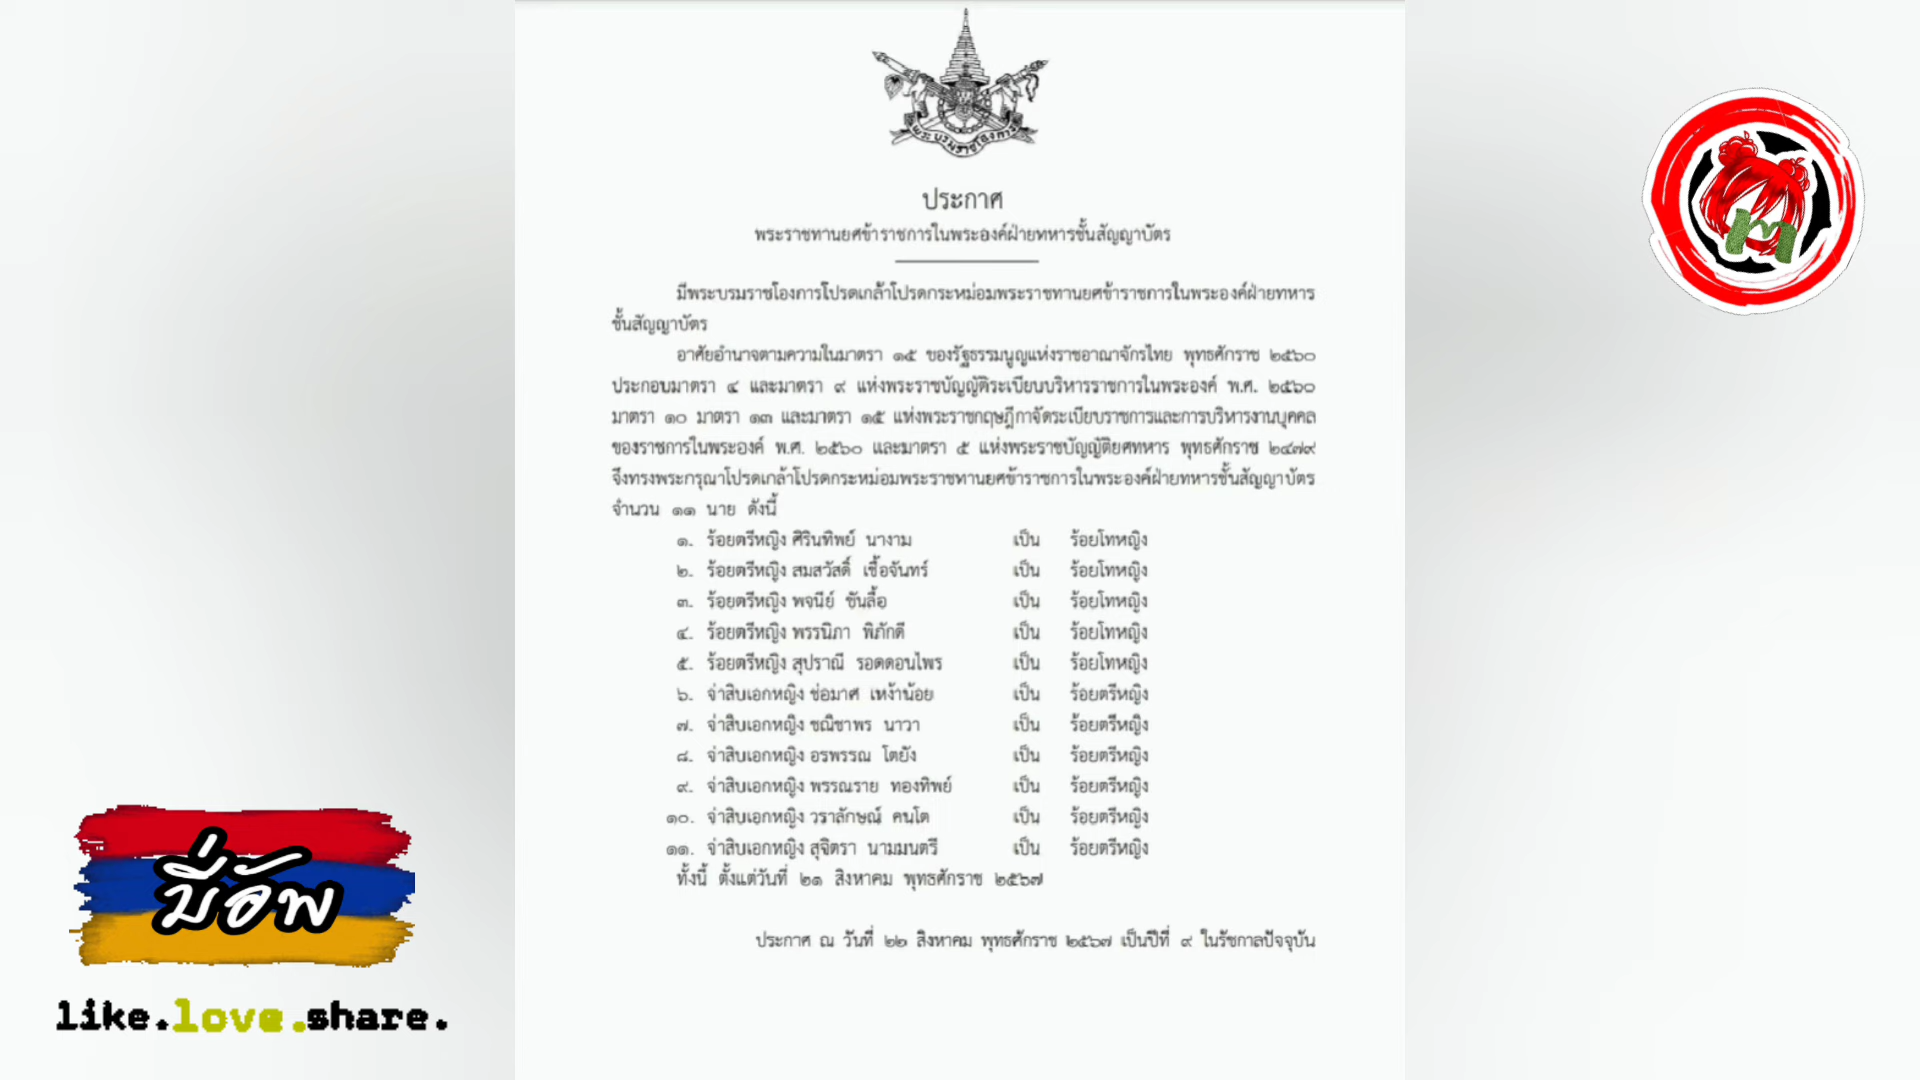 พระบรมราชโองการ
ประกาศ
พระราชทานยศข้าราชการในพระองค์ฝ่ายทหารชั้นสัญญาบัตร
มีพระบรมราชโองการโปรดเกล้าโปรดกระหม่อมพระราชทานยศข้าราชการในพระองค์ฝ่ายทหาร
ชั้นสัญญาบัตร
อาศัยอำนาจตามความในมาตรา ๑๕ ของรัฐธรรมนูญแห่งราชอาณาจักรไทย พุทธศักราช ๒๕๖๐
ประกอบมาตรา ๔ และมาตรา ๙ แห่งพระราชบัญญัติระเบียบบริหารราชการในพระองค์ พ.ศ. ๒๕๖๐
มาตรา ๑๐ มาตรา ๑๓ และมาตรา ๑๕ แห่งพระราชกฤษฎีกาจัดระเบียบราชการและการบริหารงานบุคคล
ของราชการในพระองค์ พ.ศ. ๒๕๖๐ และมาตรา ๕ แห่งพระราชบัญญัติยศทหาร พุทธศักราช ๒๔๗๙
จึงทรงพระกรุณาโปรดเกล้าโปรดกระหม่อมพระราชทานยศข้าราชการในพระองค์ฝ่ายทหารชั้นสัญญาบัตร
จำนวน ๑๑ นาย ดังนี้
๑. ร้อยตรีหญิง ศิรินทิพย์ นางาม เป็น ร้อยโทหญิง
๒. ร้อยตรีหญิง สมสวัสดิ์ เชื้อจันทร์ เป็น ร้อยโทหญิง
๓. ร้อยตรีหญิง พจนีย์ ซันลื้อ เป็น ร้อยโทหญิง
๔. ร้อยตรีหญิง พรรนิภา พิภักดี เป็น ร้อยโทหญิง
๕. ร้อยตรีหญิง สุปราณี รอดดอนไพร เป็น ร้อยโทหญิง
๖. จ่าสิบเอกหญิง ช่อมาศ เหง้าน้อย เป็น ร้อยตรีหญิง
๗. จ่าสิบเอกหญิง ชณิชาพร นาวา เป็น ร้อยตรีหญิง
๘. จ่าสิบเอกหญิง อรพรรณ โตยัง เป็น ร้อยตรีหญิง
๙. จ่าสิบเอกหญิง พรรณราย ทองทิพย์ เป็น ร้อยตรีหญิง
๑๐. จ่าสิบเอกหญิง วราลักษณ์ คนโต เป็น ร้อยตรีหญิง
๑๑. จ่าสิบเอกหญิง สุจิตรา นามมนตรี เป็น ร้อยตรีหญิง
ทั้งนี้ ตั้งแต่วันที่ ๒๑ สิงหาคม พุทธศักราช ๒๕๖๗
ประกาศ ณ วันที่ ๒๒ สิงหาคม พุทธศักราช ๒๕๖๗ เป็นปีที่ ๙ ในรัชกาลปัจจุบัน
บี่อัพ
like.love.share.